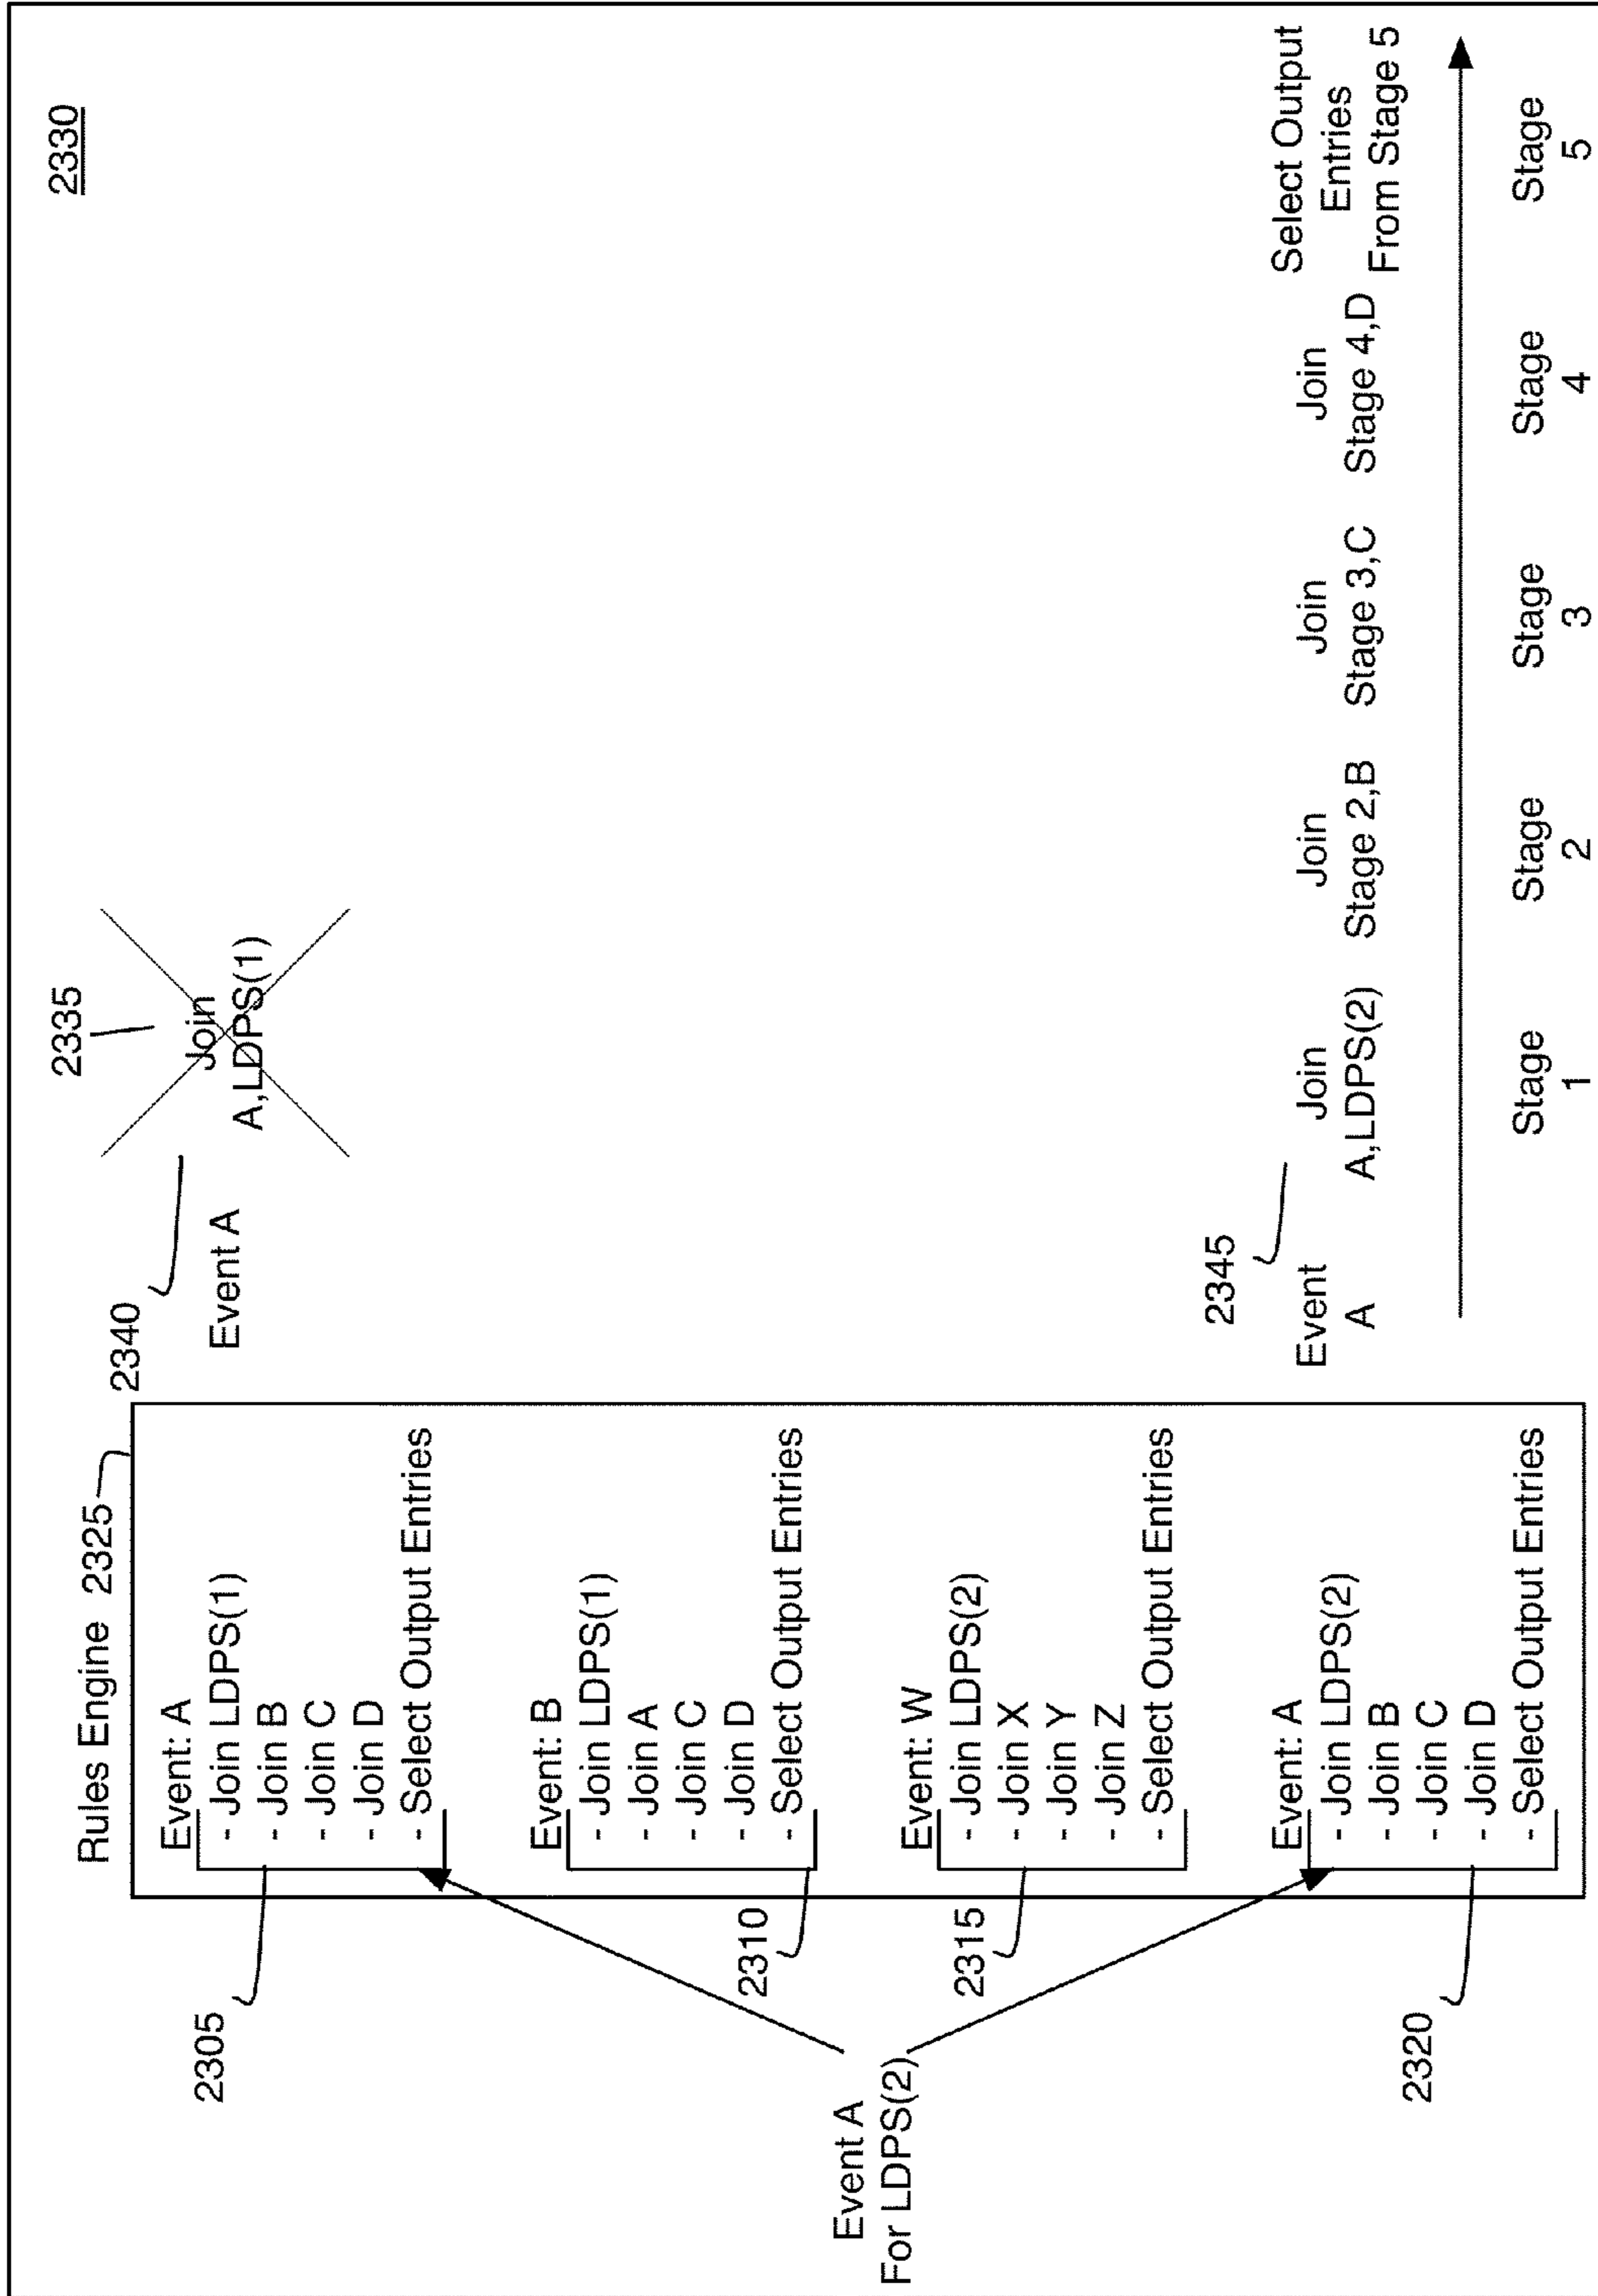 2330
Rules Engine 2325
Event: A
- Join LDPS(1)
- Join B
- Join C
- Join D
- Select Output Entries
Event: B
- Join LDPS(1)
- Join A
- Join C
- Join D
- Select Output Entries
Event: W
- Join LDPS(2)
- Join X
- Join Y
- Join Z
- Select Output Entries
Event: A
- Join LDPS(2)
- Join B
- Join C
- Join D
- Select Output Entries
2305
2310
2315
2320
Event A
For LDPS(2)
2340
2335
Event A
Join
A,LDPS(1)
2345
Event
A
Join
A,LDPS(2)
Join
Stage 2,B
Join
Stage 3,C
Join
Stage 4,D
Select Output
Entries
From Stage 5
Stage
1
Stage
2
Stage
3
Stage
4
Stage
5